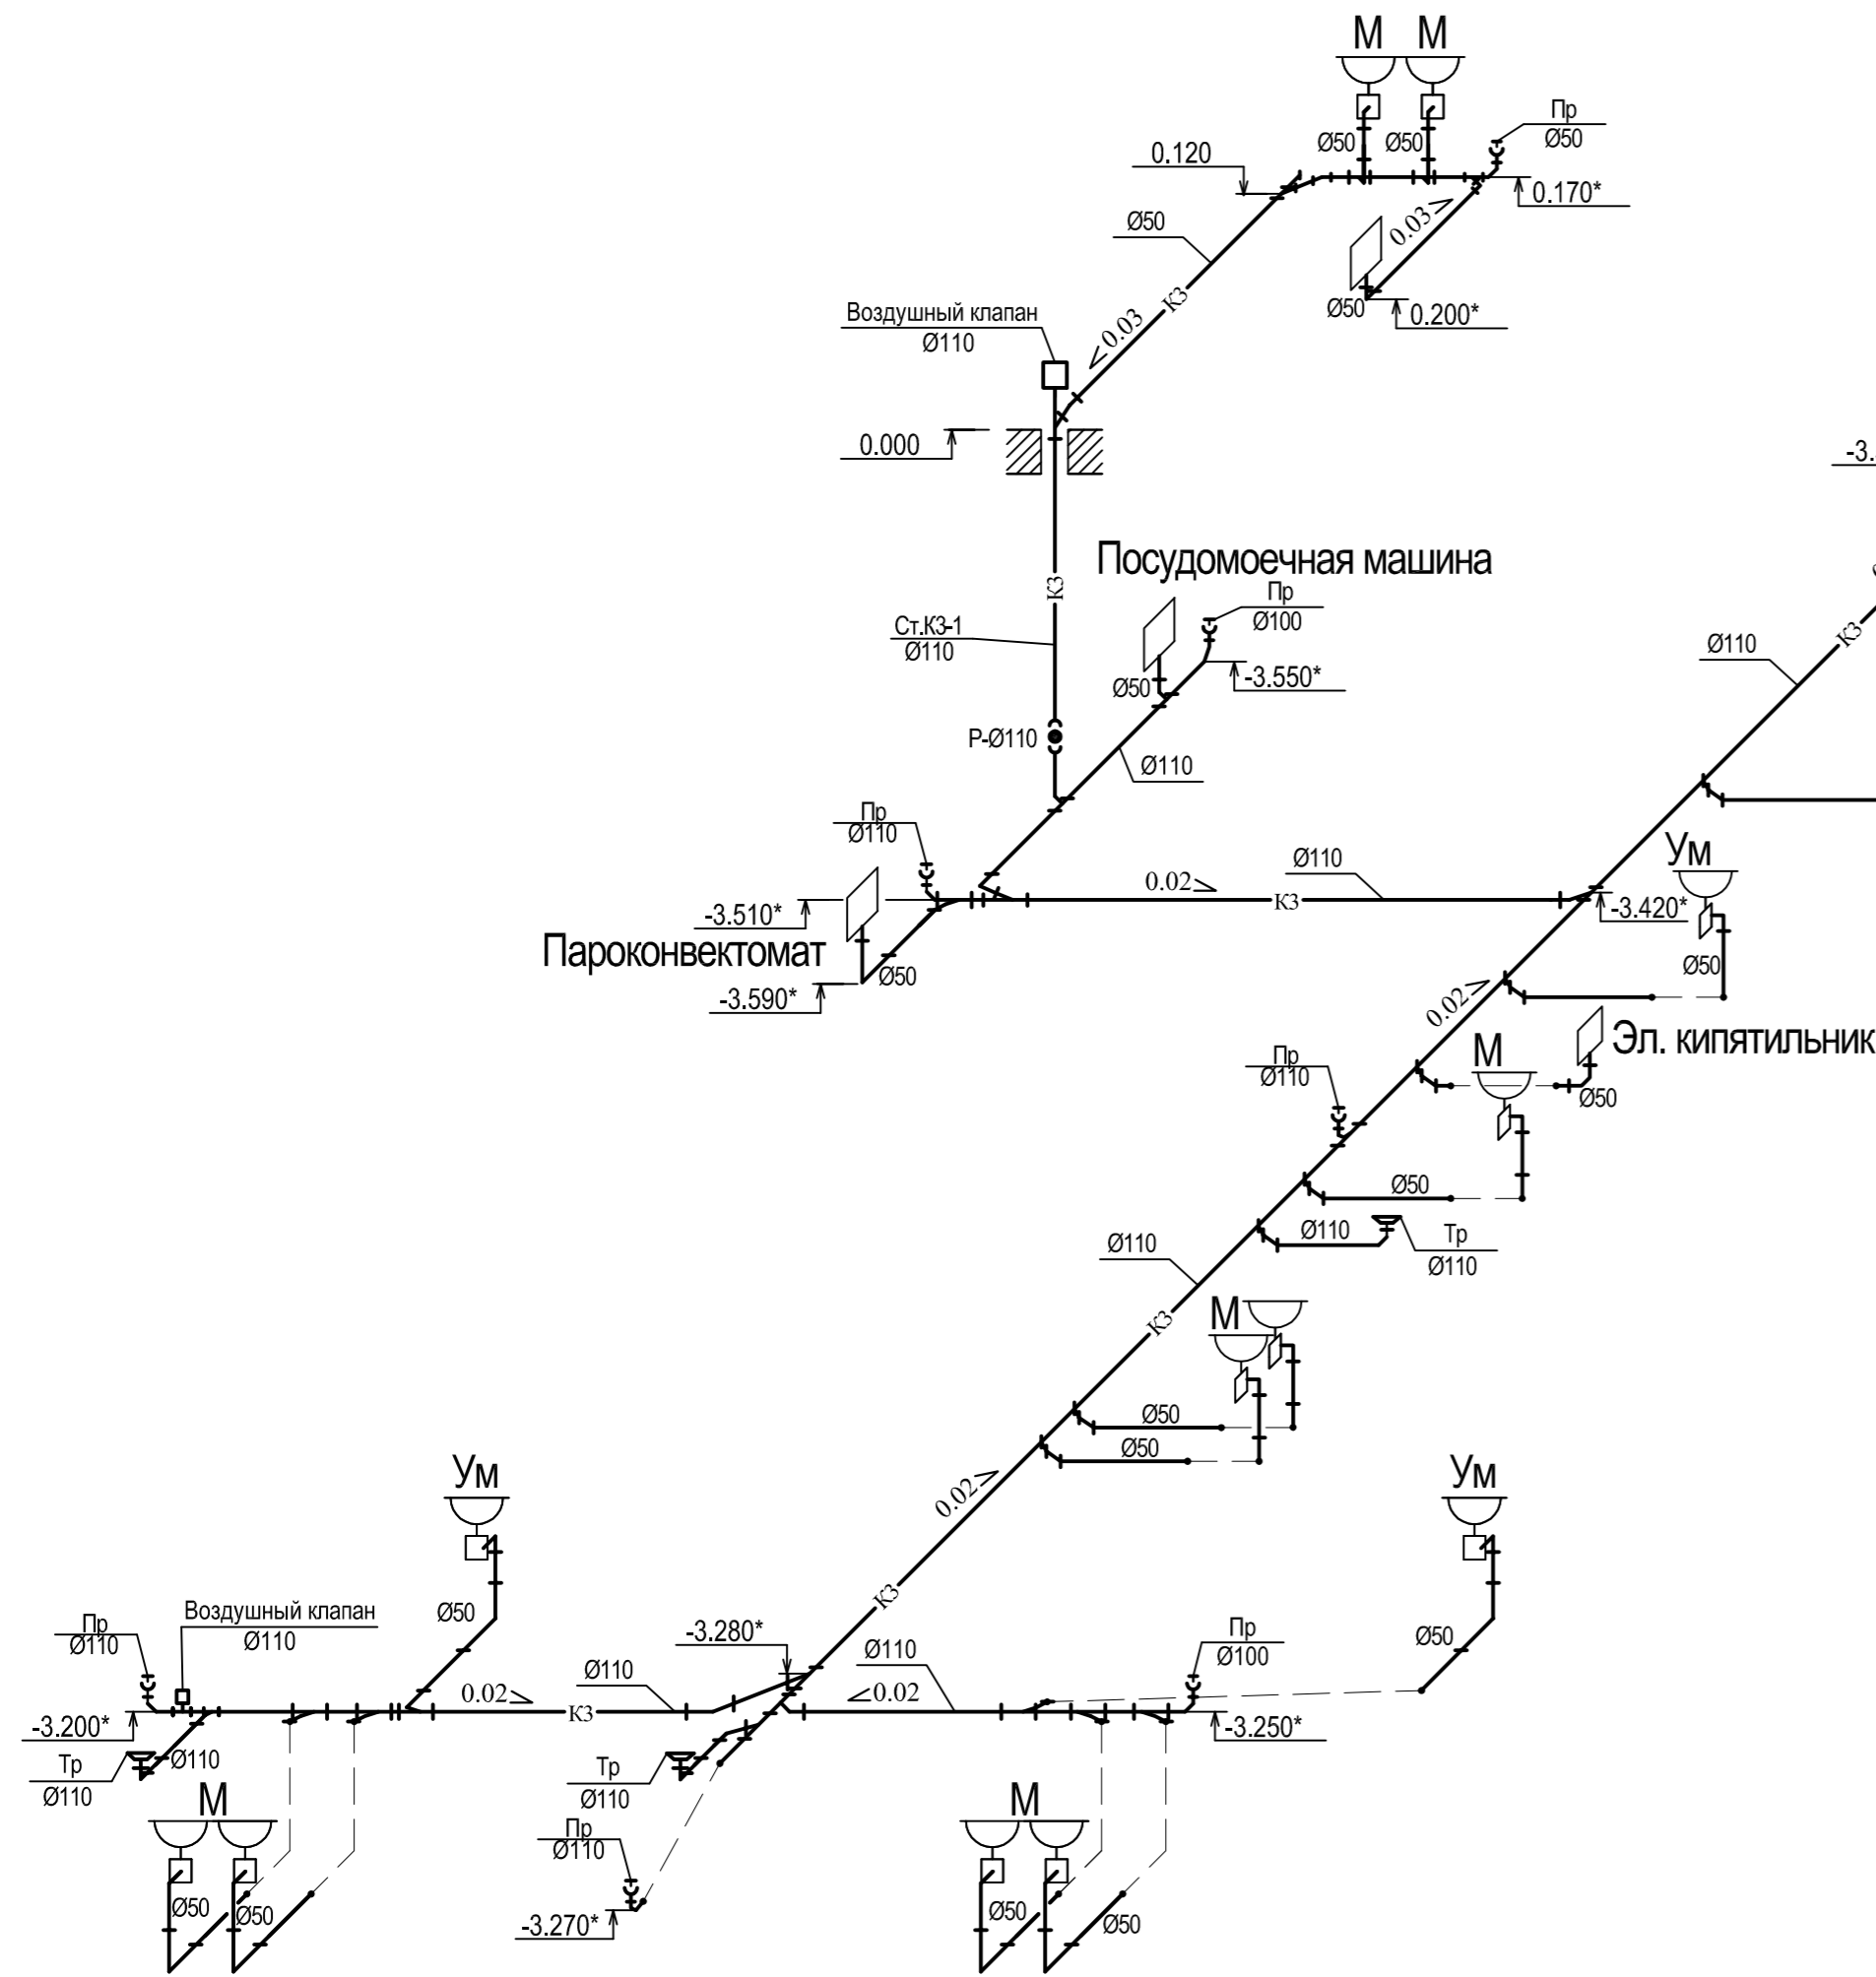 М М
Пр
Ø50
Ø50 Ø50
0.120
0.170*
0.03
Ø50
К3
Ø50
0.200*
Воздушный клапан
Ø110
0.03
0.000
-3.
К3
Посудомоечная машина
Пр
Ø100
Ст.К3-1
Ø110
К3
Ø110
-3.550*
Ø50
Р-Ø110
Ø110
Пр
Ø110
Ум
Ø110
0.02
К3
-3.510*
-3.420*
Пароконвектомат
Ø50
Ø50
-3.590*
0.02
Эл. кипятильник
М
Пр
Ø110
Ø50
Ø50
Ø110
Тр
Ø110
Ø110
К3
М
Ø50
Ø50
0.02
Ум
Ум
К3
Воздушный клапан
Ø110
Пр
Ø110
Ø50
-3.280*
Ø110
Пр
Ø100
Ø50
Ø110
0.02
К3
0.02
-3.200*
-3.250*
Тр
Ø110
Ø110
Тр
Ø110
М
М
Пр
Ø110
Ø50
Ø50
-3.270*
Ø50
Ø50